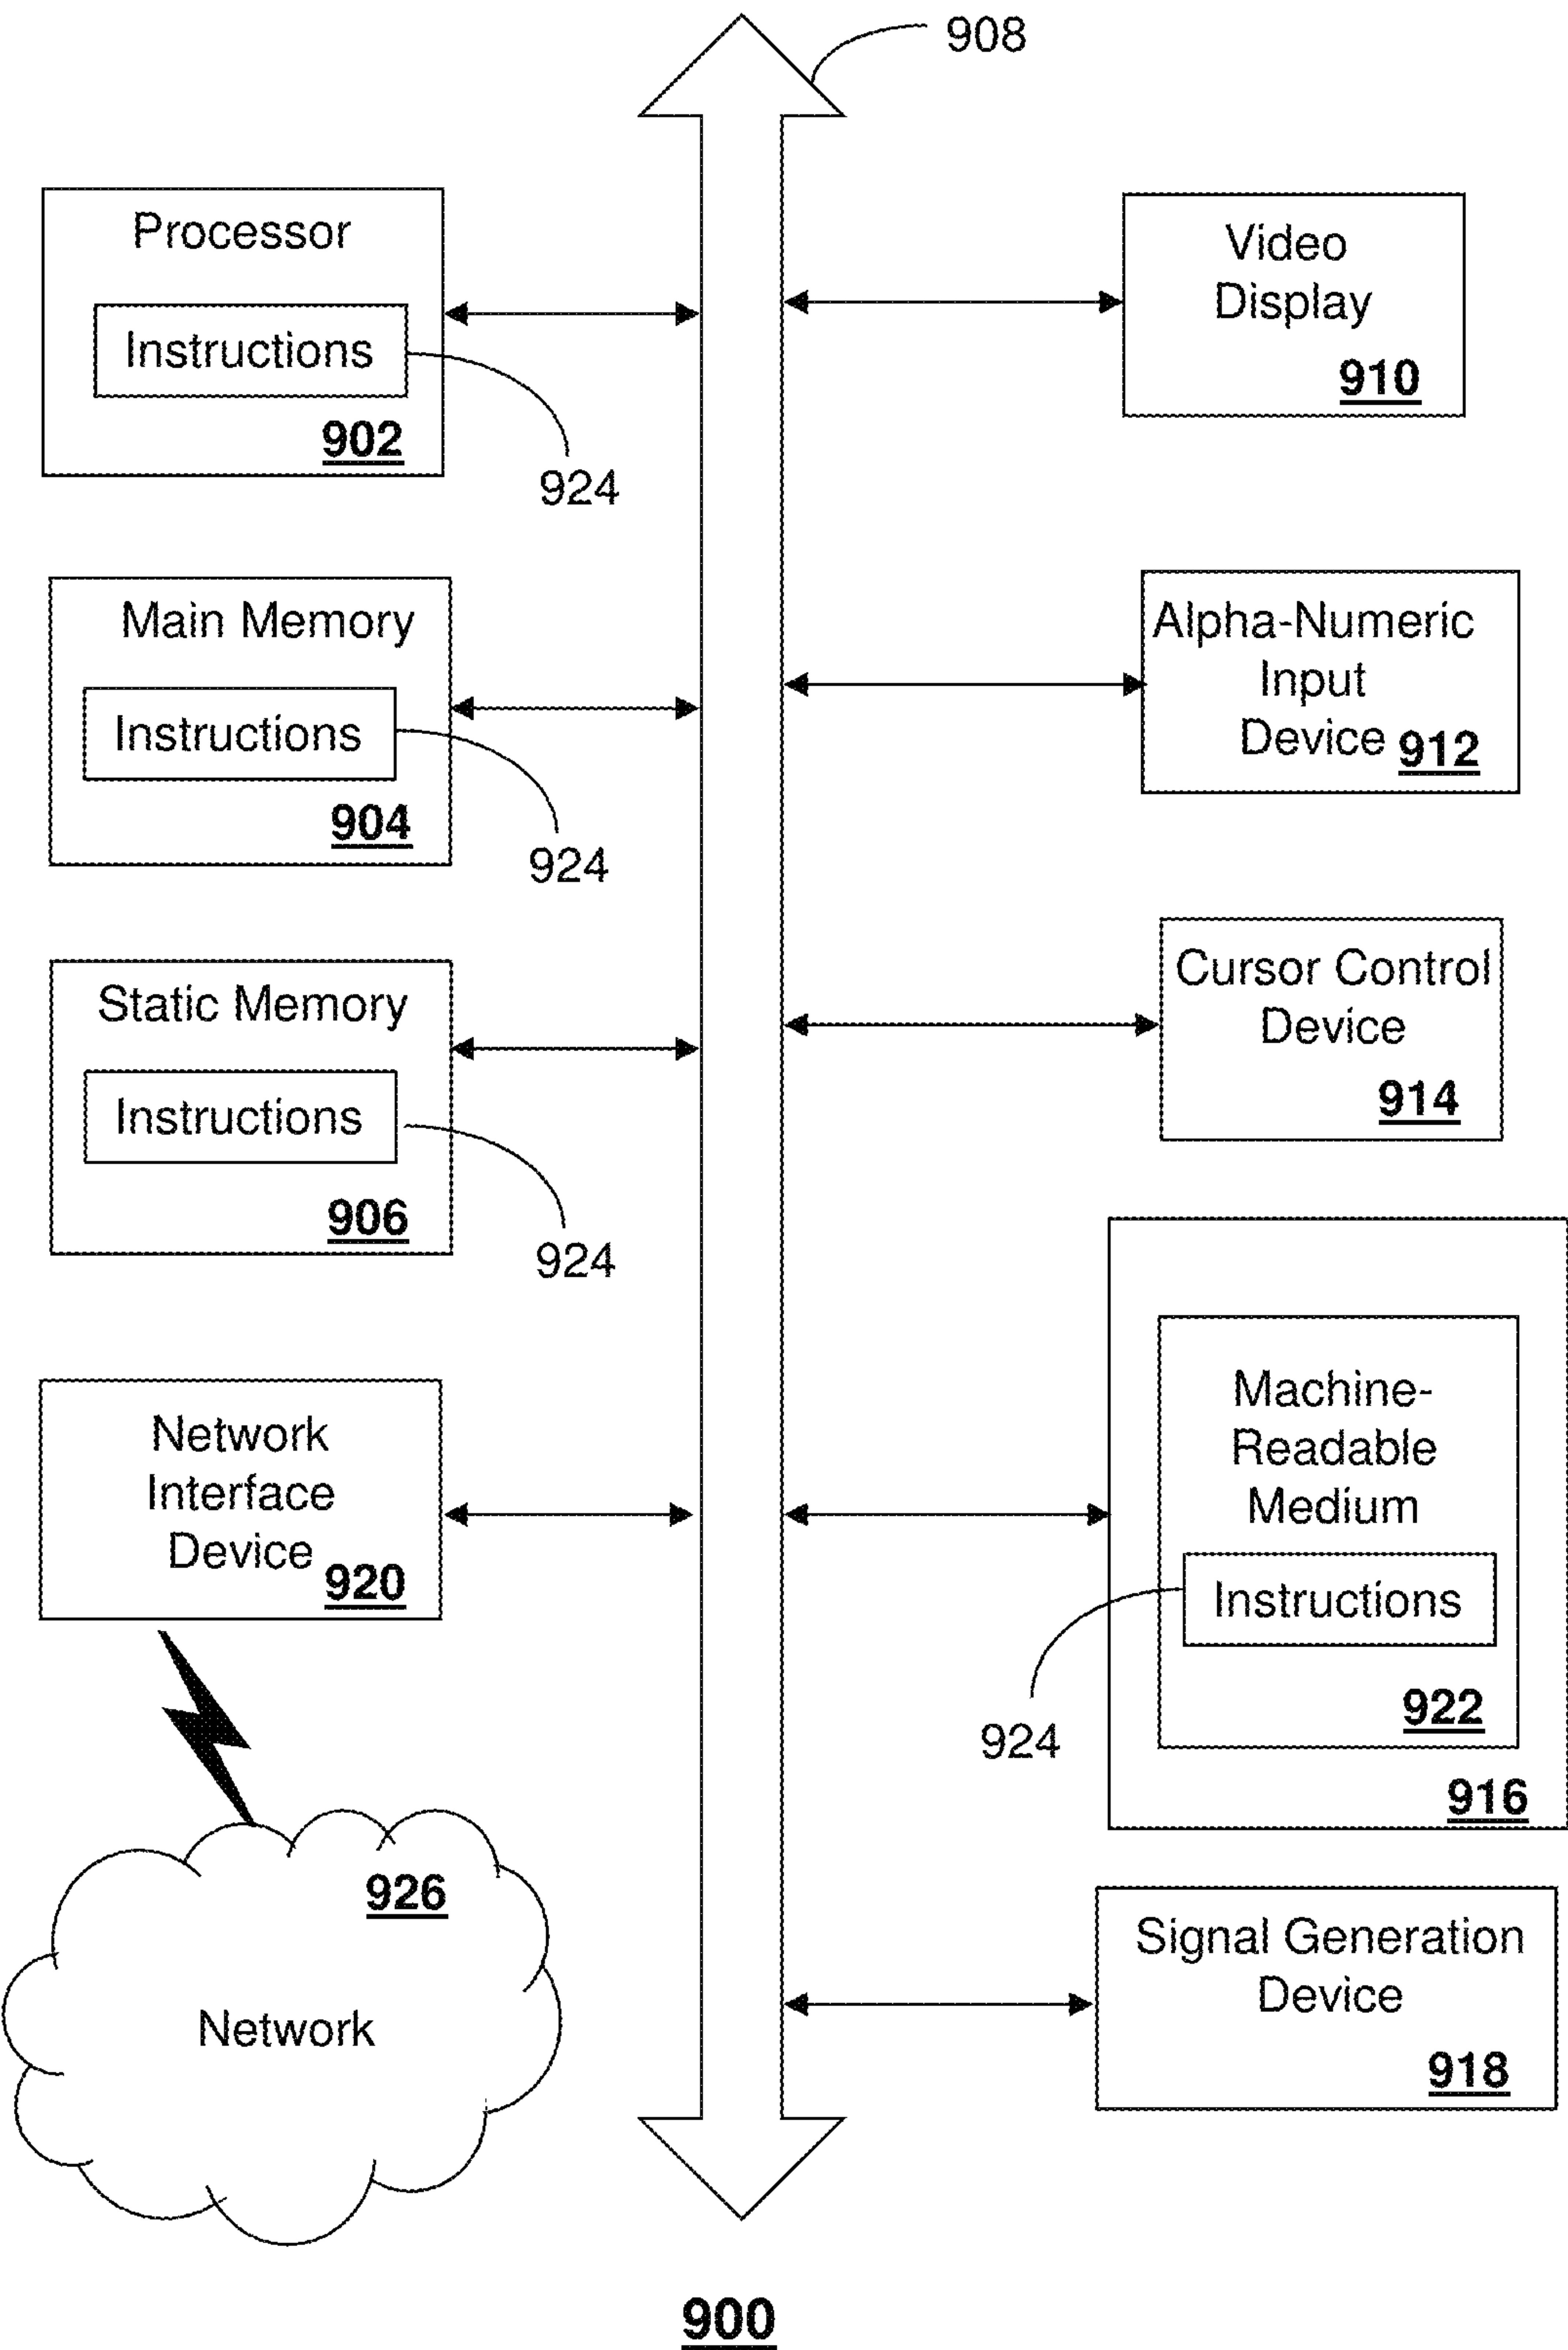 908
Processor
Instructions
902
924
Main Memory
Instructions
904
924
Static Memory
Instructions
906
924
Network
Interface
Device
920
926
Network
Video
Display
910
Alpha-Numeric
Input
Device 912
Cursor Control
Device
914
Machine-
Readable
Medium
Instructions
922
924
916
Signal Generation
Device
918
900